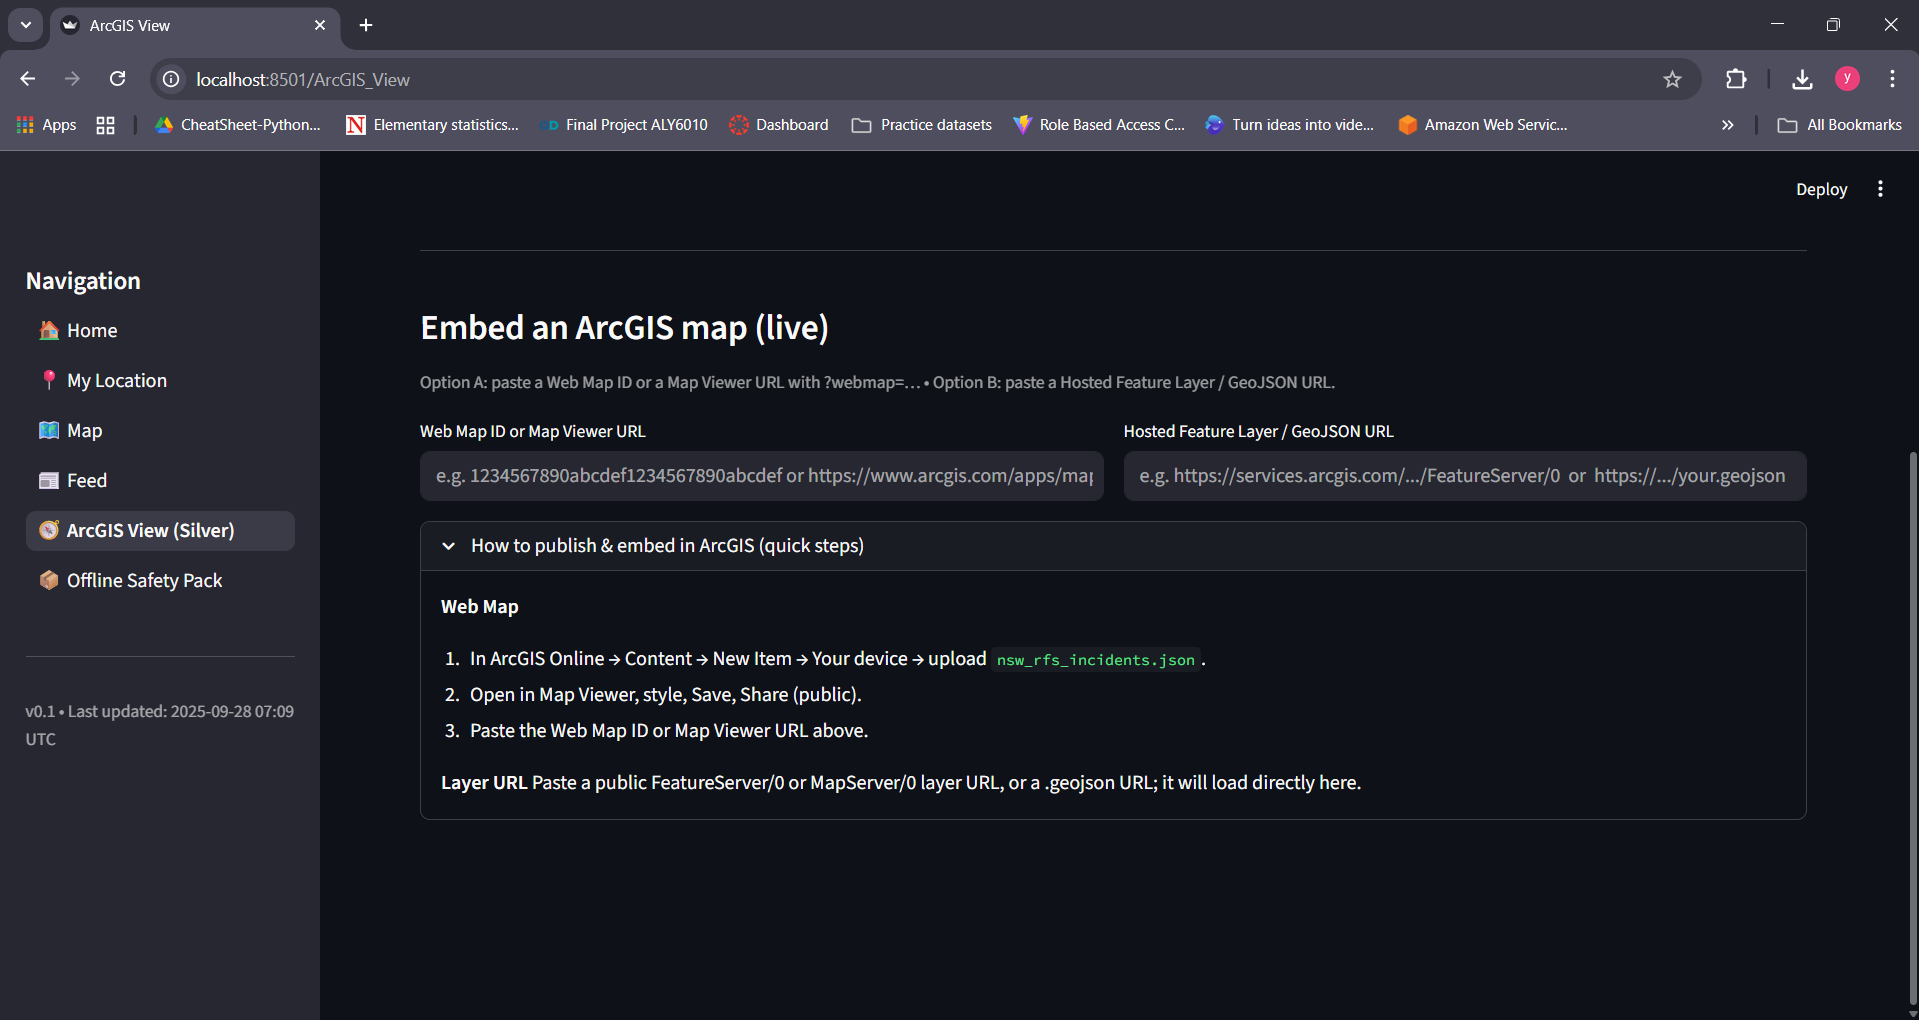 ArcGIS View
localhost:8501/ArcGIS_View
y
Apps
CheatSheet-Python...
Elementary statistics...
Final Project ALY6010
Dashboard
Practice datasets
Role Based Access C...
Turn ideas into vide...
Amazon Web Servic...
All Bookmarks
Deploy
Navigation
Home
My Location
Map
Feed
ArcGIS View (Silver)
Offline Safety Pack
v0.1 • Last updated: 2025-09-28 07:09
UTC
Embed an ArcGIS map (live)
Option A: paste a Web Map ID or a Map Viewer URL with ?webmap=... • Option B: paste a Hosted Feature Layer / GeoJSON URL.
Web Map ID or Map Viewer URL
e.g. 1234567890abcdef1234567890abcdef or https://www.arcgis.com/apps/map
Hosted Feature Layer / GeoJSON URL
e.g. https://services.arcgis.com/.../FeatureServer/0 or https://.../your.geojson
How to publish & embed in ArcGIS (quick steps)
Web Map
1. In ArcGIS Online → Content → New Item → Your device → upload nsw_rfs_incidents.json.
2. Open in Map Viewer, style, Save, Share (public).
3. Paste the Web Map ID or Map Viewer URL above.
Layer URL Paste a public FeatureServer/0 or MapServer/0 layer URL, or a .geojson URL; it will load directly here.